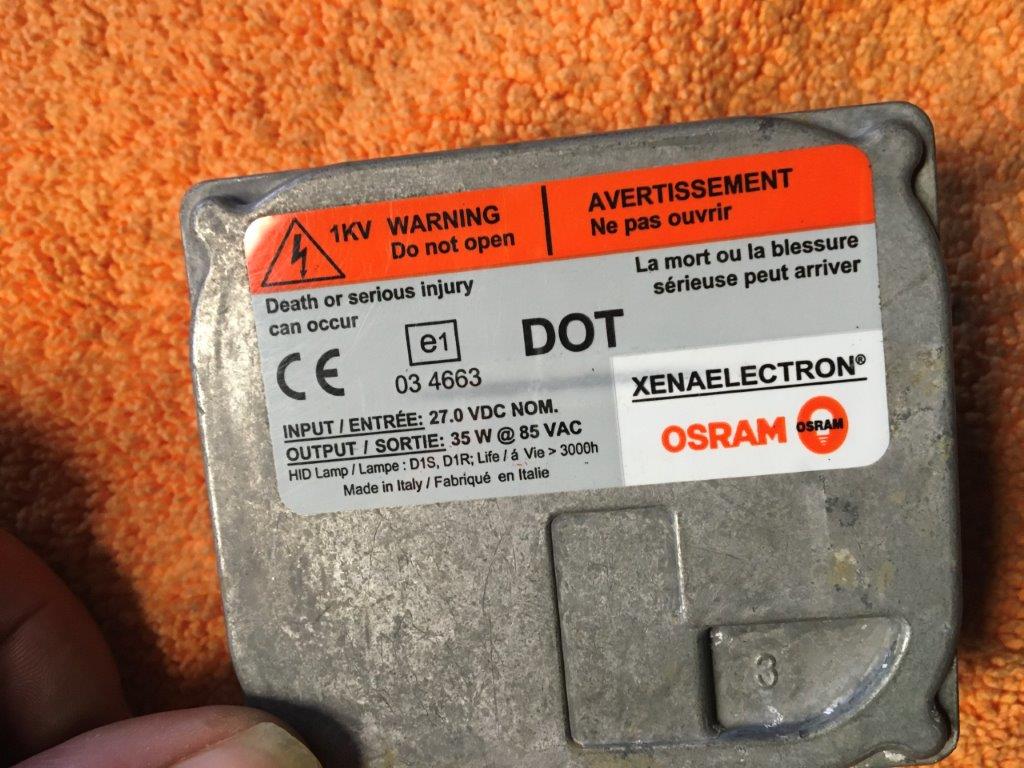 1KV WARNING
Do not open
AVERTISSEMENT
Ne pas ouvrir
Death or serious injury
can occur
La mort ou la blessure
sérieuse peut arriver
CE
e1
03 4663
DOT
INPUT / ENTRÉE: 27.0 VDC NOM.
OUTPUT / SORTIE: 35 W @ 85 VAC
HID Lamp / Lampe : D1S, D1R; Life / á Vie > 3000h
Made in Italy / Fabriqué en Italie
XENAELECTRON®
OSRAM OSRAM
3